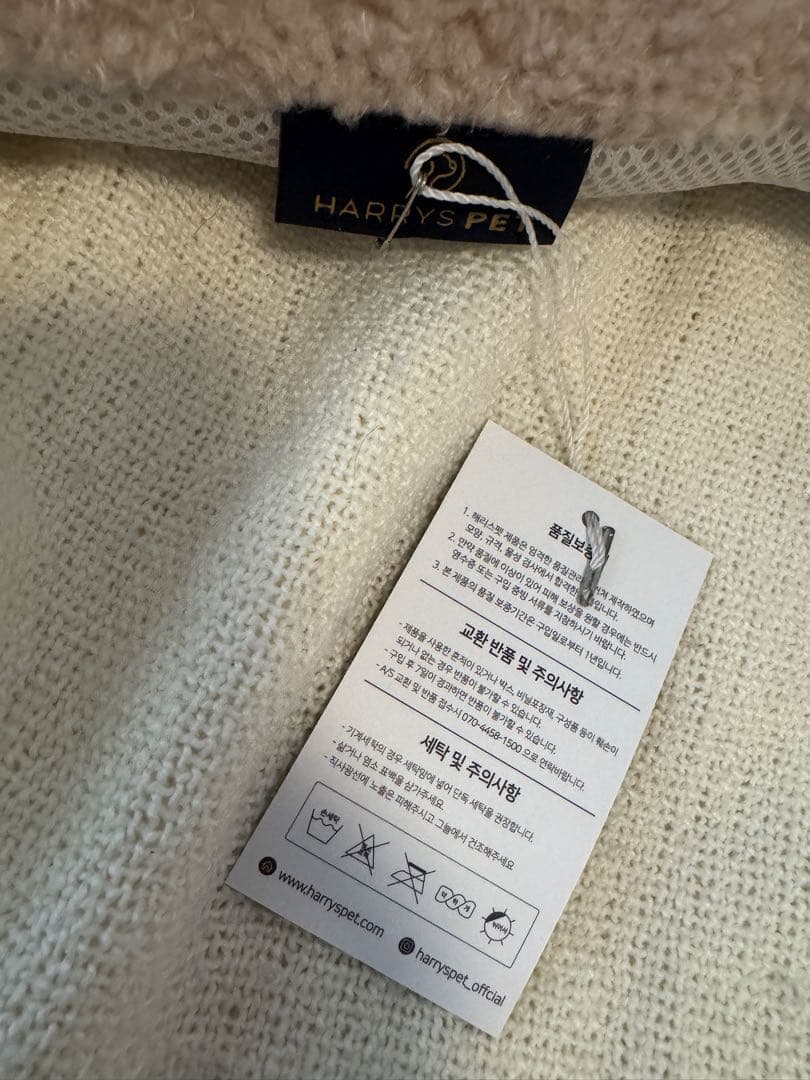 HARRYS PET
품질보증
1. 해리스펫 제품은 엄격한 품질관리 거쳐 제작하였으며
모양, 규격, 물성 검사에서 합격한 입니다.
2. 만약 품질에 이상이 있어 피해 보상을 원할 경우에는 반드시
영수증 또는 구입 증빙 서류를 지참하시기 바랍니다.
3. 본 제품의 품질 보증기간은 구입일로부터 1년입니다.
교환 반품 및 주의사항
- 제품을 사용한 흔적이 있거나 박스, 비닐포장재, 구성품 등이 훼손이
되거나 없는 경우 반품이 불가할 수 있습니다.
- 구입 후 7일이 경과하면 반품이 불가할 수 있습니다.
- A/S 교환 및 반품 접수시 070-4458-1500 으로 연락바랍니다.
세탁 및 주의사항
- 기계세탁의 경우 세탁망에 넣어 단독 세탁을 권장합니다.
- 삶거나 염소 표백을 삼가주세요.
- 직사광선에 노출은 피해주시고 그늘에서 건조해주세요
손세탁
약하게
뉘어서
www.harryspet.com
harryspet_offcial